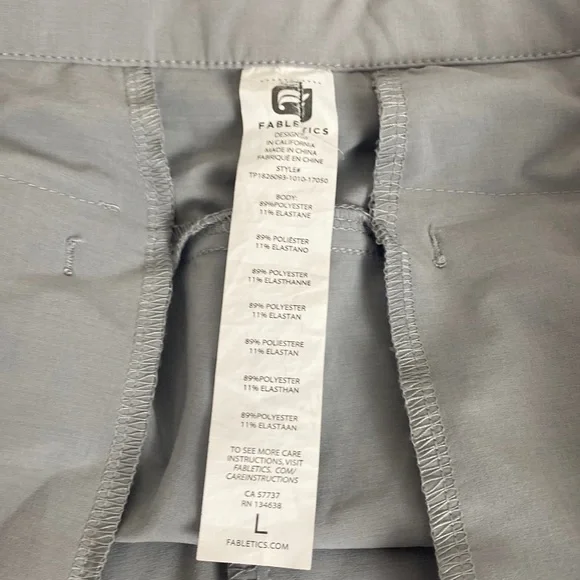 FABLETICS
DESIGNED
IN CALIFORNIA
MADE IN CHINA
FABRIQUÉ EN CHINE
STYLE#
TP1826093-1010-17050
BODY:
89%POLYESTER
11% ELASTANE
89% POLIÉSTER
11% ELASTANO
89% POLYESTER
11% ELASTHANNE
89% POLYESTER
11% ELASTAN
89% POLIESTERE
11% ELASTAN
89%POLYESTER
11% ELASTHAN
89%POLYESTER
11% ELASTAAN
TO SEE MORE CARE
INSTRUCTIONS, VISIT
FABLETICS. COM/
CAREINSTRUCTIONS
CA 57737
RN 134638
L
FABLETICS.COM